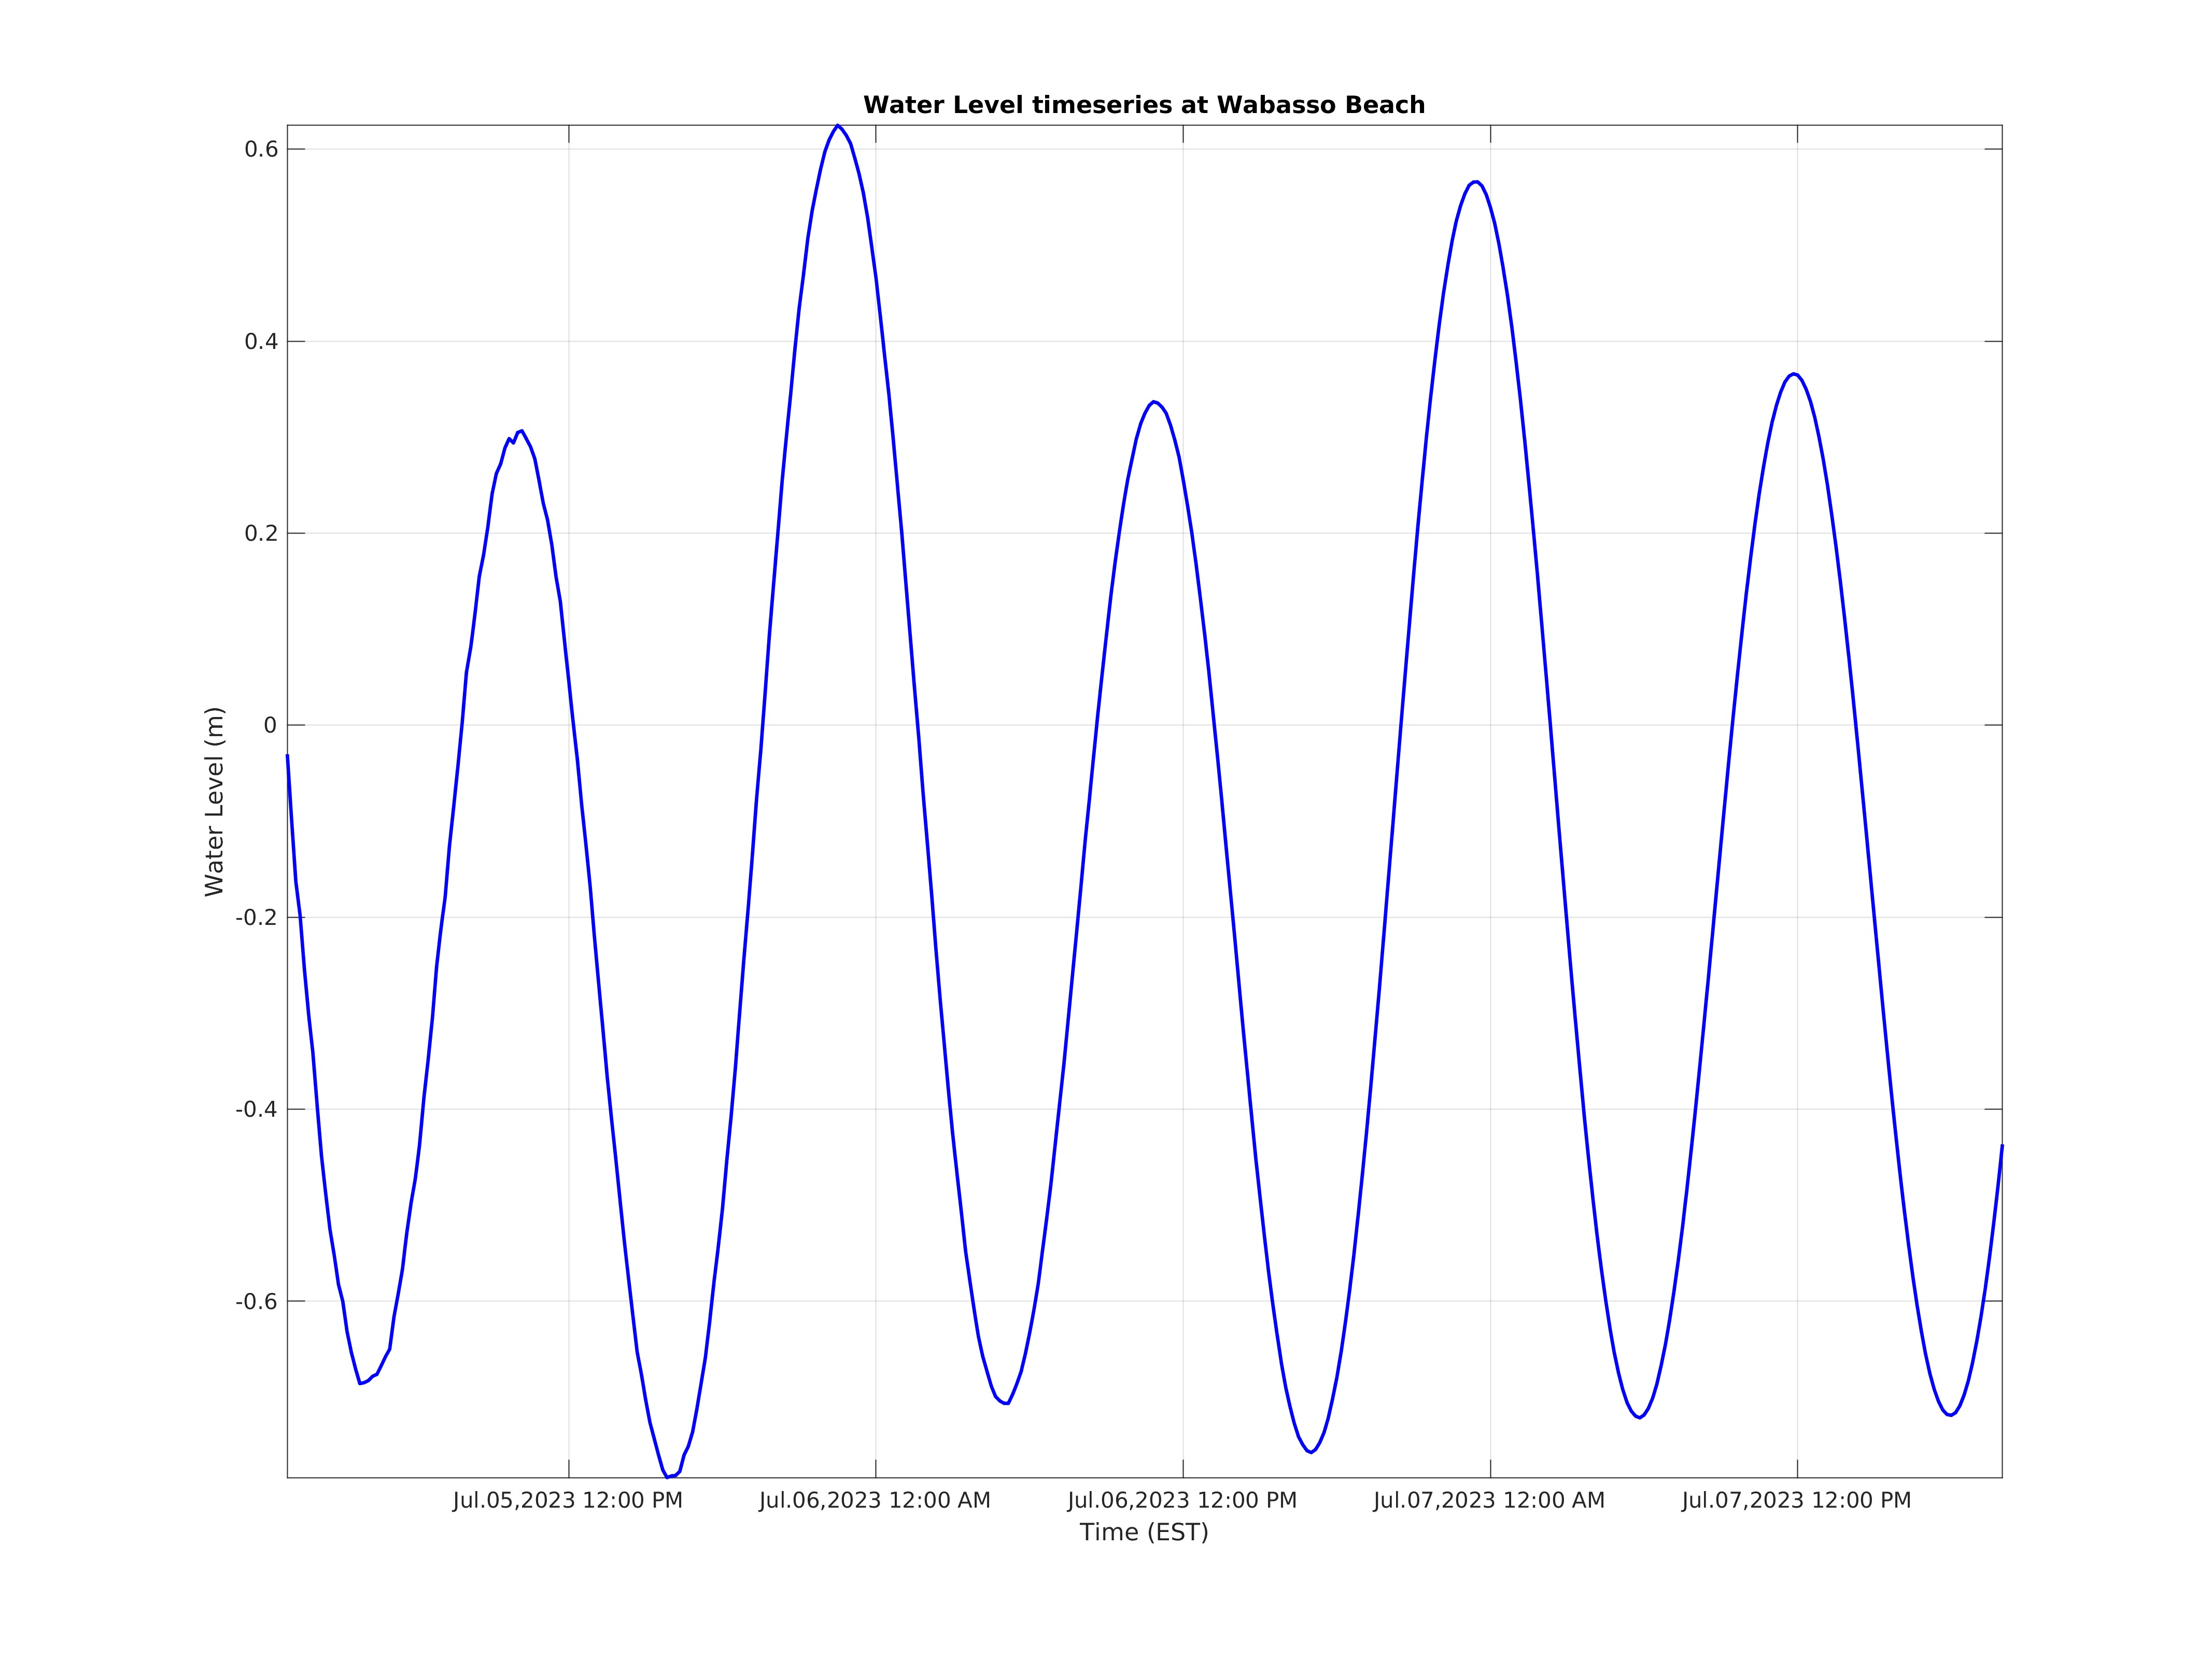 Water Level timeseries at Wabasso Beach
0.6
0.4
0.2
0
-0.2
-0.4
-0.6
Water Level (m)
Jul.05,2023 12:00 PM
Jul.06,2023 12:00 AM
Jul.06,2023 12:00 PM
Jul.07,2023 12:00 AM
Jul.07,2023 12:00 PM
Time (EST)